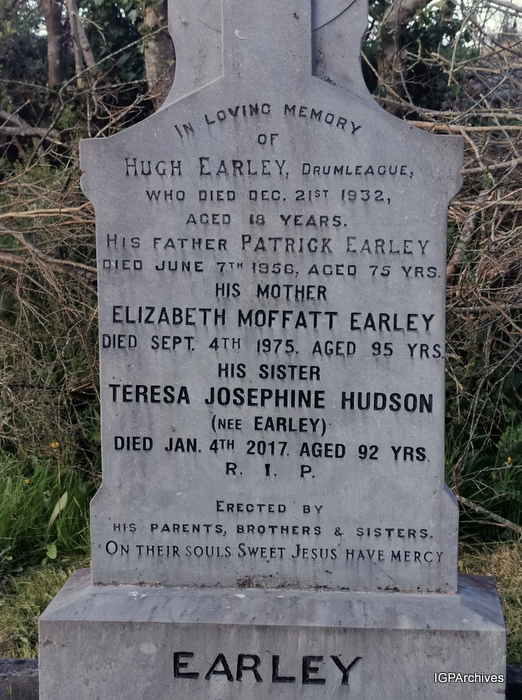 IN LOVING MEMORY
OF
HUGH EARLEY, DRUMLEAGUE,
WHO DIED DEC. 21ST 1932,
AGED 18 YEARS.
HIS FATHER PATRICK EARLEY
DIED JUNE 7TH 1956, AGED 75 YRS.
HIS MOTHER
ELIZABETH MOFFATT EARLEY
DIED SEPT. 4TH 1975. AGED 95 YRS.
HIS SISTER
TERESA JOSEPHINE HUDSON
(NEE EARLEY)
DIED JAN. 4TH 2017. AGED 92 YRS.
R. I. P.
ERECTED BY
HIS PARENTS, BROTHERS & SISTERS.
ON THEIR SOULS SWEET JESUS HAVE MERCY
EARLEY
IGPArchives